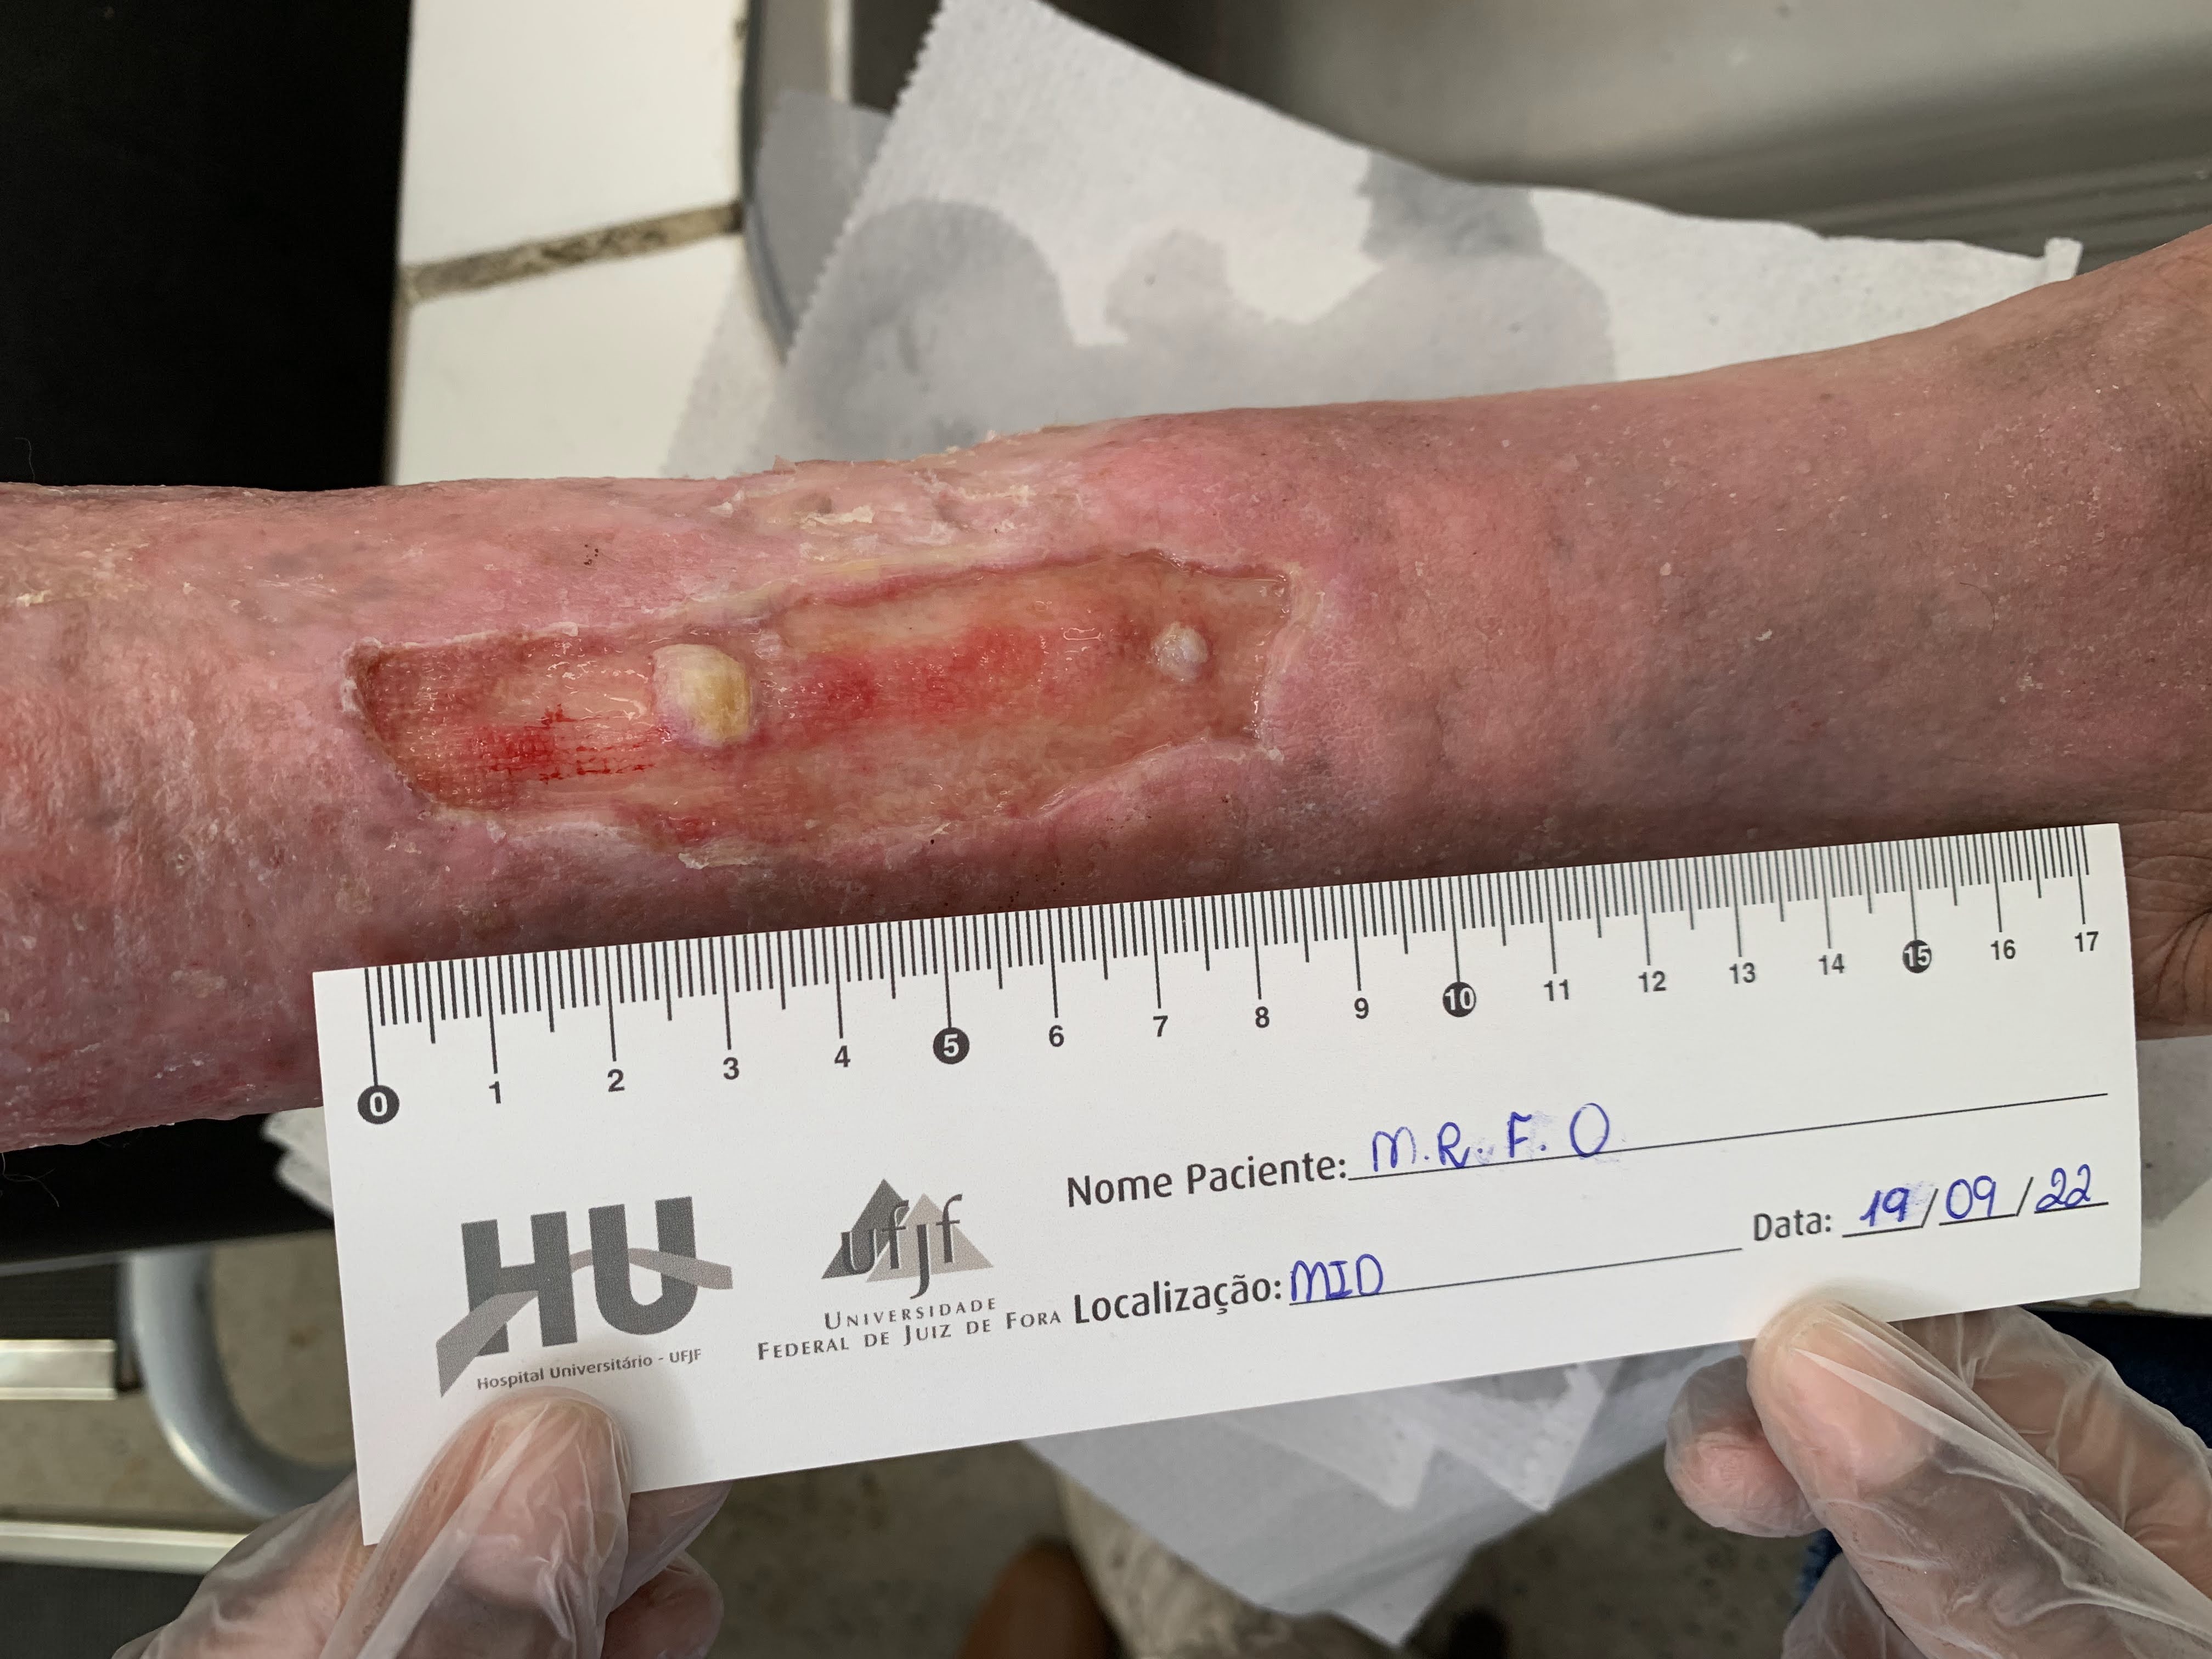 0 1 2 3 4 5 6 7 8 9 10 11 12 13 14 15 16 17
Nome Paciente: M.R.F.O
Data: 19/09/22
Localização: MID
HU
Hospital Universitário - UFJF
ufjf
UNIVERSIDADE
FEDERAL DE JUIZ DE FORA